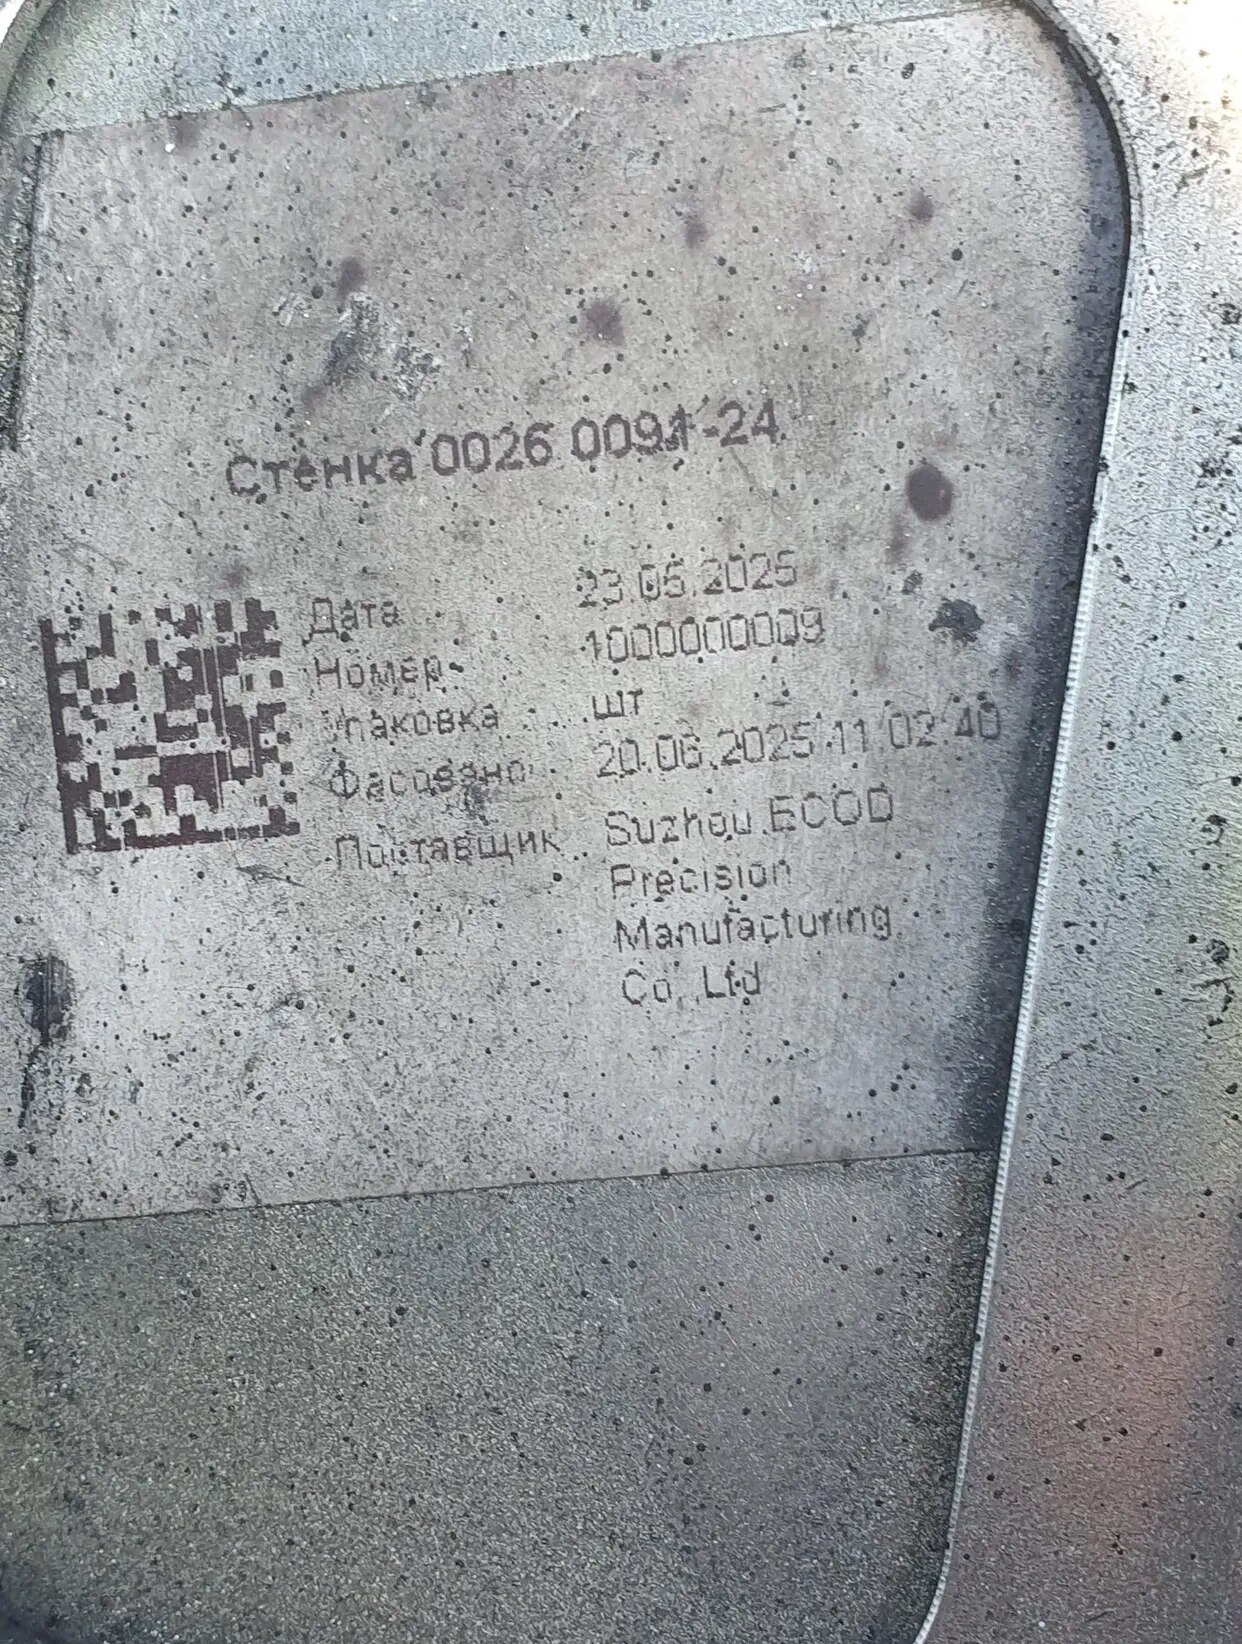 Стенка 0026 0091-24
Дата 23.05.2025
Номер 1000000009
Упаковка шт
Фасовано 20.06.2025 11:02:40
Поставщик Suzhou ECOD
Precision
Manufacturing
Co., Ltd